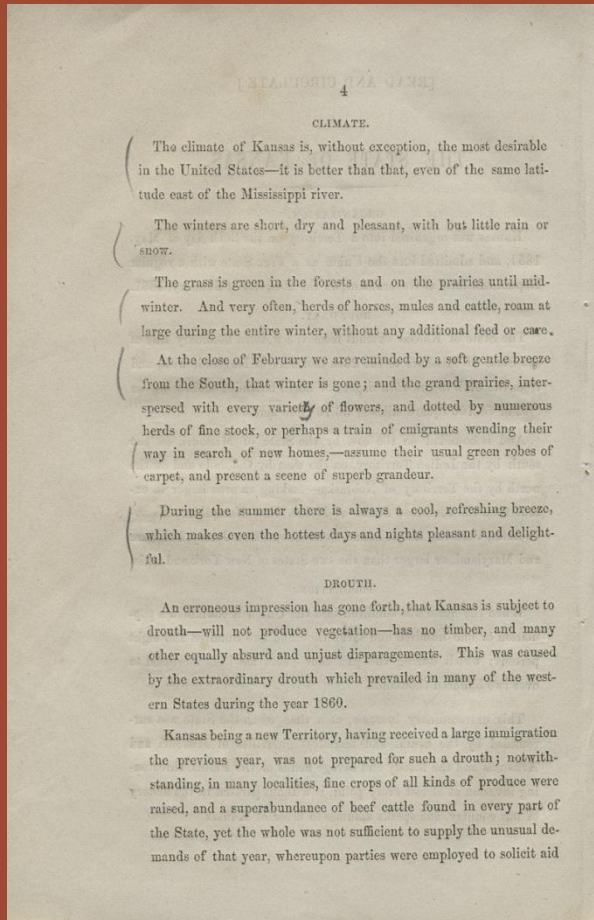 4
CLIMATE.
The climate of Kansas is, without exception, the most desirable
in the United States—it is better than that, even of the same lati-
tude east of the Mississippi river.
The winters are short, dry and pleasant, with but little rain or
snow.
The grass is green in the forests and on the prairies until mid-
winter. And very often, herds of horses, mules and cattle, roam at
large during the entire winter, without any additional feed or care.
At the close of February we are reminded by a soft gentle breeze
from the South, that winter is gone; and the grand prairies, inter-
spersed with every variety of flowers, and dotted by numerous
herds of fine stock, or perhaps a train of emigrants wending their
way in search of new homes,—assume their usual green robes of
carpet, and present a scene of superb grandeur.
During the summer there is always a cool, refreshing breeze,
which makes even the hottest days and nights pleasant and delight-
ful.
DROUTH.
An erroneous impression has gone forth, that Kansas is subject to
drouth—will not produce vegetation—has no timber, and many
other equally absurd and unjust disparagements. This was caused
by the extraordinary drouth which prevailed in many of the west-
ern States during the year 1860.
Kansas being a new Territory, having received a large immigration
the previous year, was not prepared for such a drouth; notwith-
standing, in many localities, fine crops of all kinds of produce were
raised, and a superabundance of beef cattle found in every part of
the State, yet the whole was not sufficient to supply the unusual de-
mands of that year, whereupon parties were employed to solicit aid